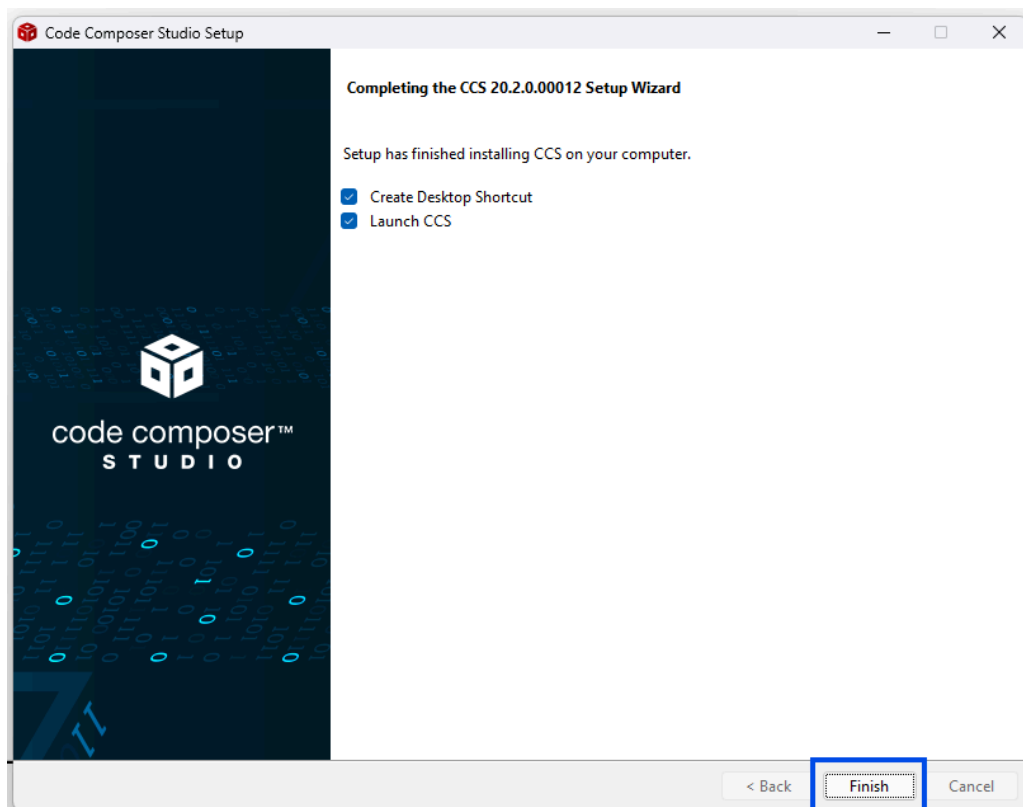 Code Composer Studio Setup
Completing the CCS 20.2.0.00012 Setup Wizard
Setup has finished installing CCS on your computer.
Create Desktop Shortcut
Launch CCS
code composer™
STUDIO
< Back
Finish
Cancel